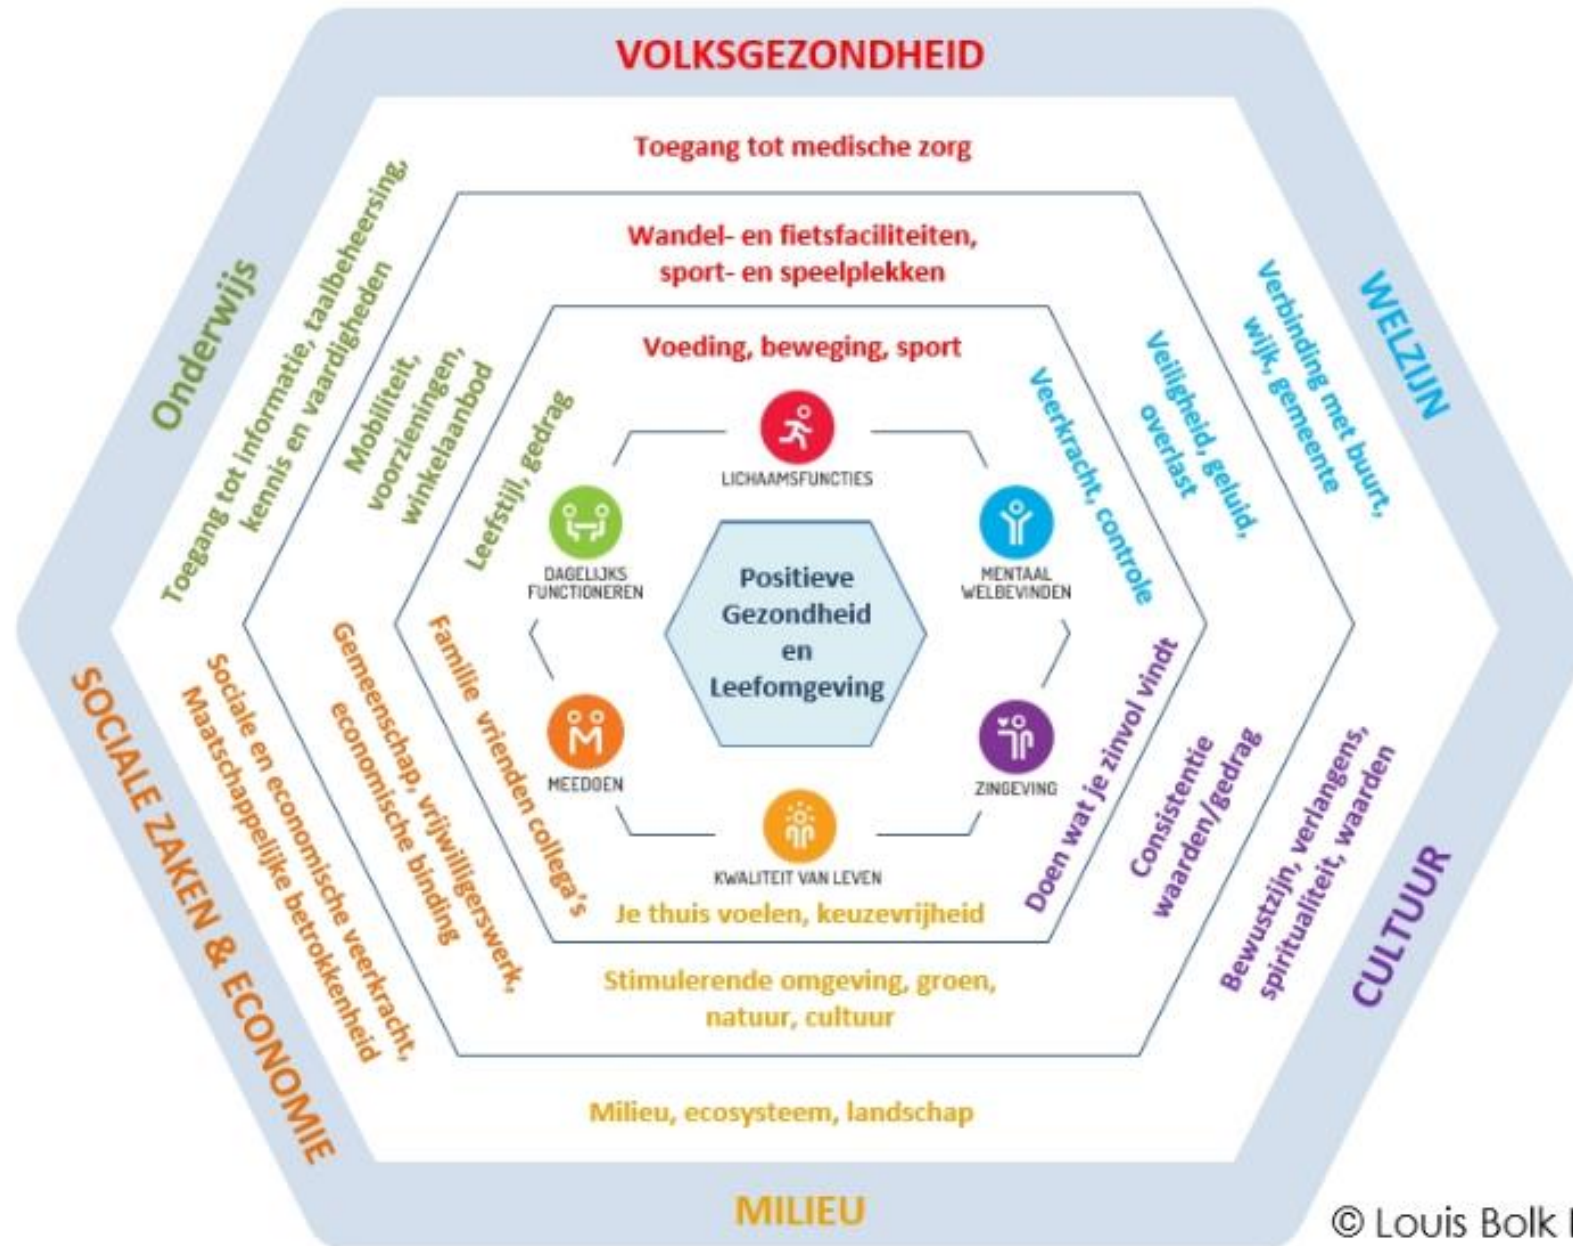 VOLKSGEZONDHEID
Toegang tot medische zorg
Wandel- en fietsfaciliteiten,
sport- en speelplekken
Voeding, beweging, sport
LICHAAMSFUNCTIES
Onderwijs
Toegang tot informatie, taalbeheersing,
kennis en vaardigheden
Mobiliteit,
voorzieningen,
winkelaanbod
Leefstijl, gedrag
DAGELIJKS
FUNCTIONEREN
WELZIJN
Verbinding met buurt,
wijk, gemeente
Veiligheid, geluid,
overlast
Veerkracht, controle
MENTAAL
WELBEVINDEN
Positieve
Gezondheid
en
Leefomgeving
SOCIALE ZAKEN & ECONOMIE
Sociale en economische veerkracht,
Maatschappelijke betrokkenheid
Gemeenschap, vrijwilligerswerk,
economische binding
Familie vrienden collega's
MEEDOEN
ZINGEVING
Doen wat je zinvol vindt
Consistentie
waarden/gedrag
Bewustzijn, verlangens,
spiritualiteit, waarden
CULTUUR
KWALITEIT VAN LEVEN
Je thuis voelen, keuzevrijheid
Stimulerende omgeving, groen,
natuur, cultuur
Milieu, ecosysteem, landschap
MILIEU
© Louis Bolk